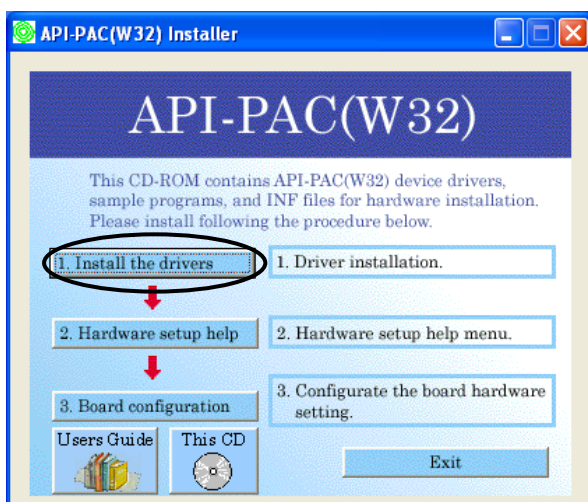 API-PAC(W32) Installer
API-PAC(W32)
This CD-ROM contains API-PAC(W32) device drivers,
sample programs, and INF files for hardware installation.
Please install following the procedure below.
1. Install the drivers
1. Driver installation.
2. Hardware setup help
2. Hardware setup help menu.
3. Board configuration
3. Configurate the board hardware
setting.
Users Guide
This CD
Exit